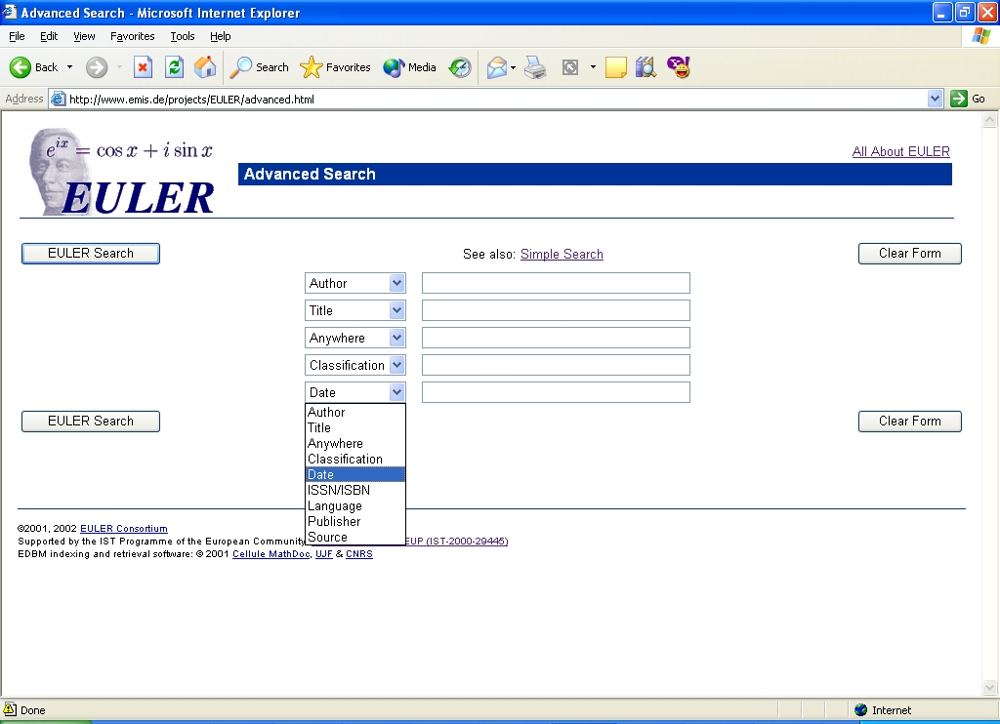 Advanced Search - Microsoft Internet Explorer
File Edit View Favorites Tools Help
Back Search Favorites Media
Address http://www.emis.de/projects/EULER/advanced.html Go
e^{ix} = cos x + i sin x
EULER
All About EULER
Advanced Search
EULER Search See also: Simple Search Clear Form
Author
Title
Anywhere
Classification
Date
Author
EULER Search Clear Form
Title
Anywhere
Classification
Date
ISSN/ISBN
Language
Publisher
Source
©2001, 2002 EULER Consortium
Supported by the IST Programme of the European Community EUP (IST-2000-29445)
EDBM indexing and retrieval software: © 2001 Cellule MathDoc, UJF & CNRS
Done Internet